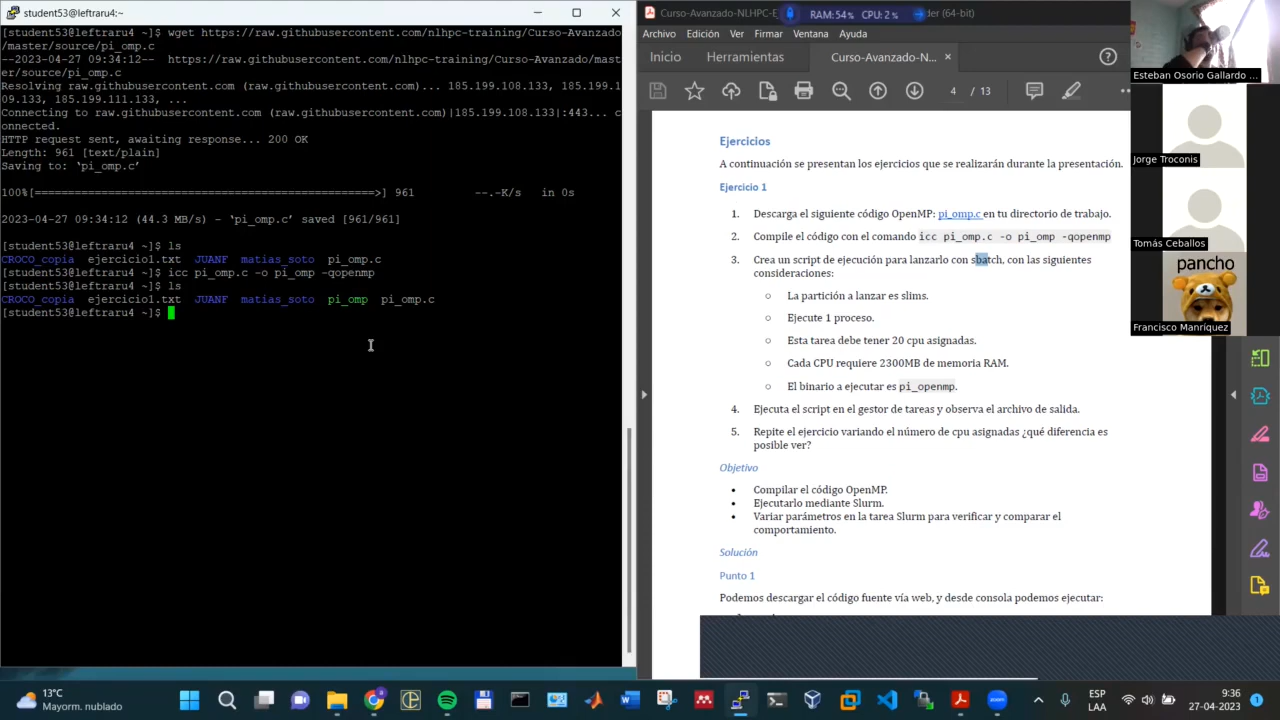 student53@leftraru4:~
[student53@leftraru4 ~]$ wget https://raw.githubusercontent.com/nlhpc-training/Curso-Avanzado
/master/source/pi_omp.c
--2023-04-27 09:34:12--  https://raw.githubusercontent.com/nlhpc-training/Curso-Avanzado/mast
er/source/pi_omp.c
Resolving raw.githubusercontent.com (raw.githubusercontent.com)... 185.199.108.133, 185.199.1
09.133, 185.199.111.133, ...
Connecting to raw.githubusercontent.com (raw.githubusercontent.com)|185.199.108.133|:443... c
onnected.
HTTP request sent, awaiting response... 200 OK
Length: 961 [text/plain]
Saving to: ‘pi_omp.c’
100%[===================================================>] 961         --.-K/s   in 0s
2023-04-27 09:34:12 (44.3 MB/s) - ‘pi_omp.c’ saved [961/961]
[student53@leftraru4 ~]$ ls
CROCO_copia  ejercicio1.txt  JUANF  matias_soto  pi_omp.c
[student53@leftraru4 ~]$ icc pi_omp.c -o pi_omp -qopenmp
[student53@leftraru4 ~]$ ls
CROCO_copia  ejercicio1.txt  JUANF  matias_soto  pi_omp  pi_omp.c
[student53@leftraru4 ~]$
Curso-Avanzado-NLHPC-E
RAM: 54% CPU: 2%
der (64-bit)
Archivo Edición Ver Firmar Ventana Ayuda
Inicio Herramientas Curso-Avanzado-N... ×
4 / 13
Ejercicios
A continuación se presentan los ejercicios que se realizarán durante la presentación.
Ejercicio 1
1. Descarga el siguiente código OpenMP: pi_omp.c en tu directorio de trabajo.
2. Compile el código con el comando icc pi_omp.c -o pi_omp -qopenmp
3. Crea un script de ejecución para lanzarlo con sbatch, con las siguientes
consideraciones:
○ La partición a lanzar es slims.
○ Ejecute 1 proceso.
○ Esta tarea debe tener 20 cpu asignadas.
○ Cada CPU requiere 2300MB de memoria RAM.
○ El binario a ejecutar es pi_openmp.
4. Ejecuta el script en el gestor de tareas y observa el archivo de salida.
5. Repite el ejercicio variando el número de cpu asignadas ¿qué diferencia es
posible ver?
Objetivo
• Compilar el código OpenMP.
• Ejecutarlo mediante Slurm.
• Variar parámetros en la tarea Slurm para verificar y comparar el
comportamiento.
Solución
Punto 1
Podemos descargar el código fuente vía web, y desde consola podemos ejecutar:
Esteban Osorio Gallardo ...
Jorge Troconis
Tomás Ceballos
pancho
Francisco Manríquez
13°C
Mayorm. nublado
ESP
LAA
9:36
27-04-2023